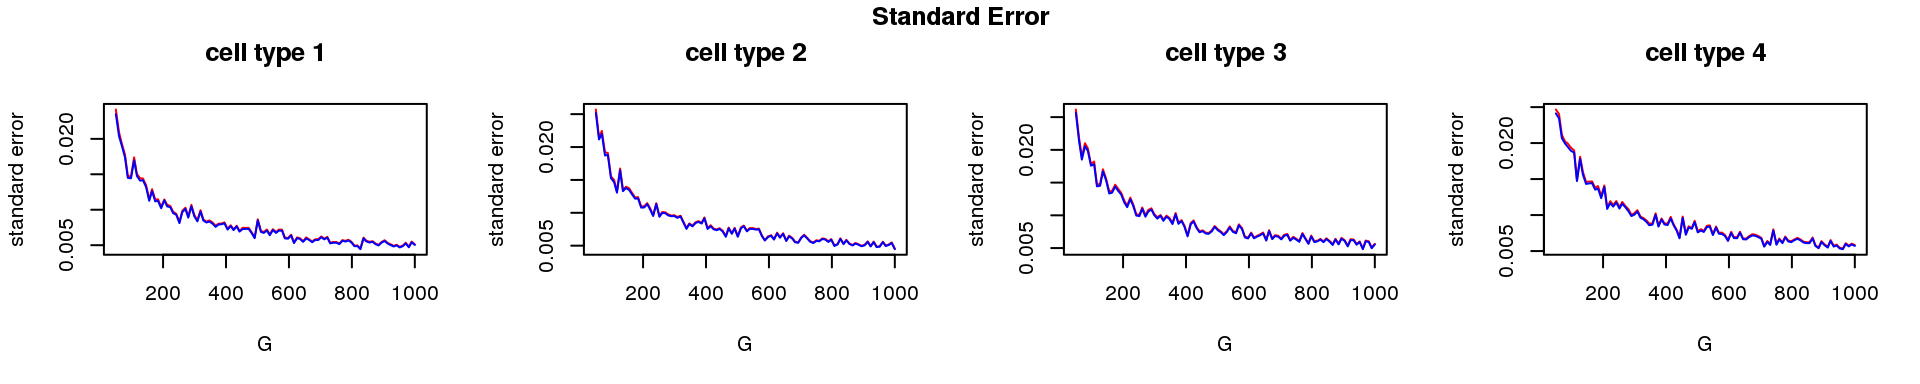 Standard Error
cell type 1
cell type 2
cell type 3
cell type 4
standard error
0.005
0.020
200 400 600 800 1000
G
standard error
0.005
0.020
200 400 600 800 1000
G
standard error
0.005
0.020
200 400 600 800 1000
G
standard error
0.005
0.020
200 400 600 800 1000
G